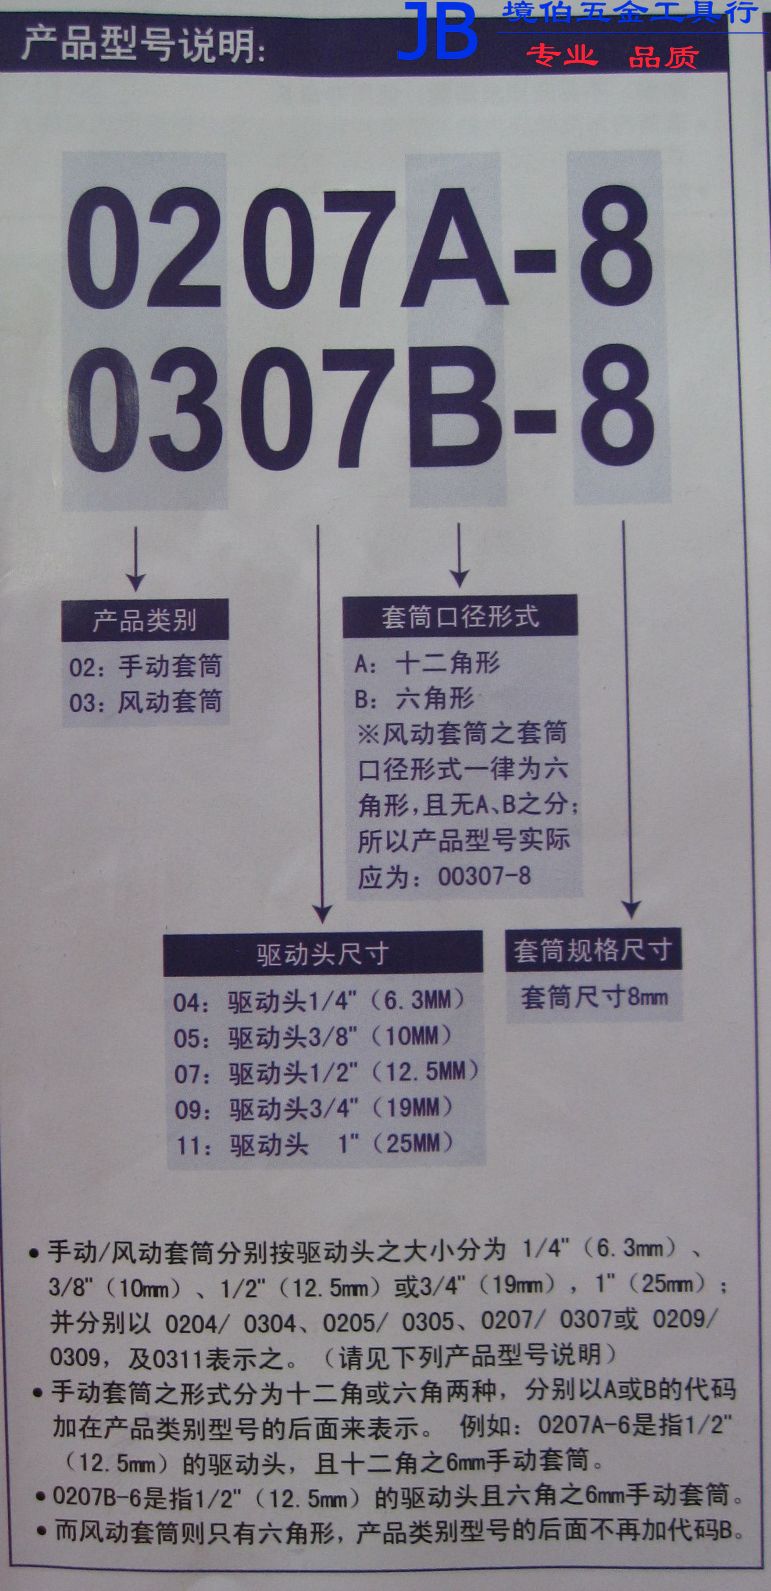 产品型号说明:
JB 境伯五金工具行
专业 品质
0207A-8
0307B-8
产品类别
02: 手动套筒
03: 风动套筒
套筒口径形式
A: 十二角形
B: 六角形
※风动套筒之套筒
口径形式一律为六
角形,且无A、B之分;
所以产品型号实际
应为: 00307-8
驱动头尺寸
04: 驱动头1/4"(6.3MM)
05: 驱动头3/8"(10MM)
07: 驱动头1/2"(12.5MM)
09: 驱动头3/4"(19MM)
11: 驱动头 1"(25MM)
套筒规格尺寸
套筒尺寸8mm
•手动/风动套筒分别按驱动头之大小分为 1/4"(6.3mm)、
3/8"(10mm)、1/2"(12.5mm)或3/4"(19mm),1"(25mm);
并分别以 0204/ 0304、0205/ 0305、0207/ 0307或 0209/
0309,及0311表示之。(请见下列产品型号说明)
•手动套筒之形式分为十二角或六角两种,分别以A或B的代码
加在产品类别型号的后面来表示。 例如: 0207A-6是指1/2"
(12.5mm)的驱动头,且十二角之6mm手动套筒。
•0207B-6是指1/2"(12.5mm)的驱动头且六角之6mm手动套筒。
•而风动套筒则只有六角形,产品类别型号的后面不再加代码B。